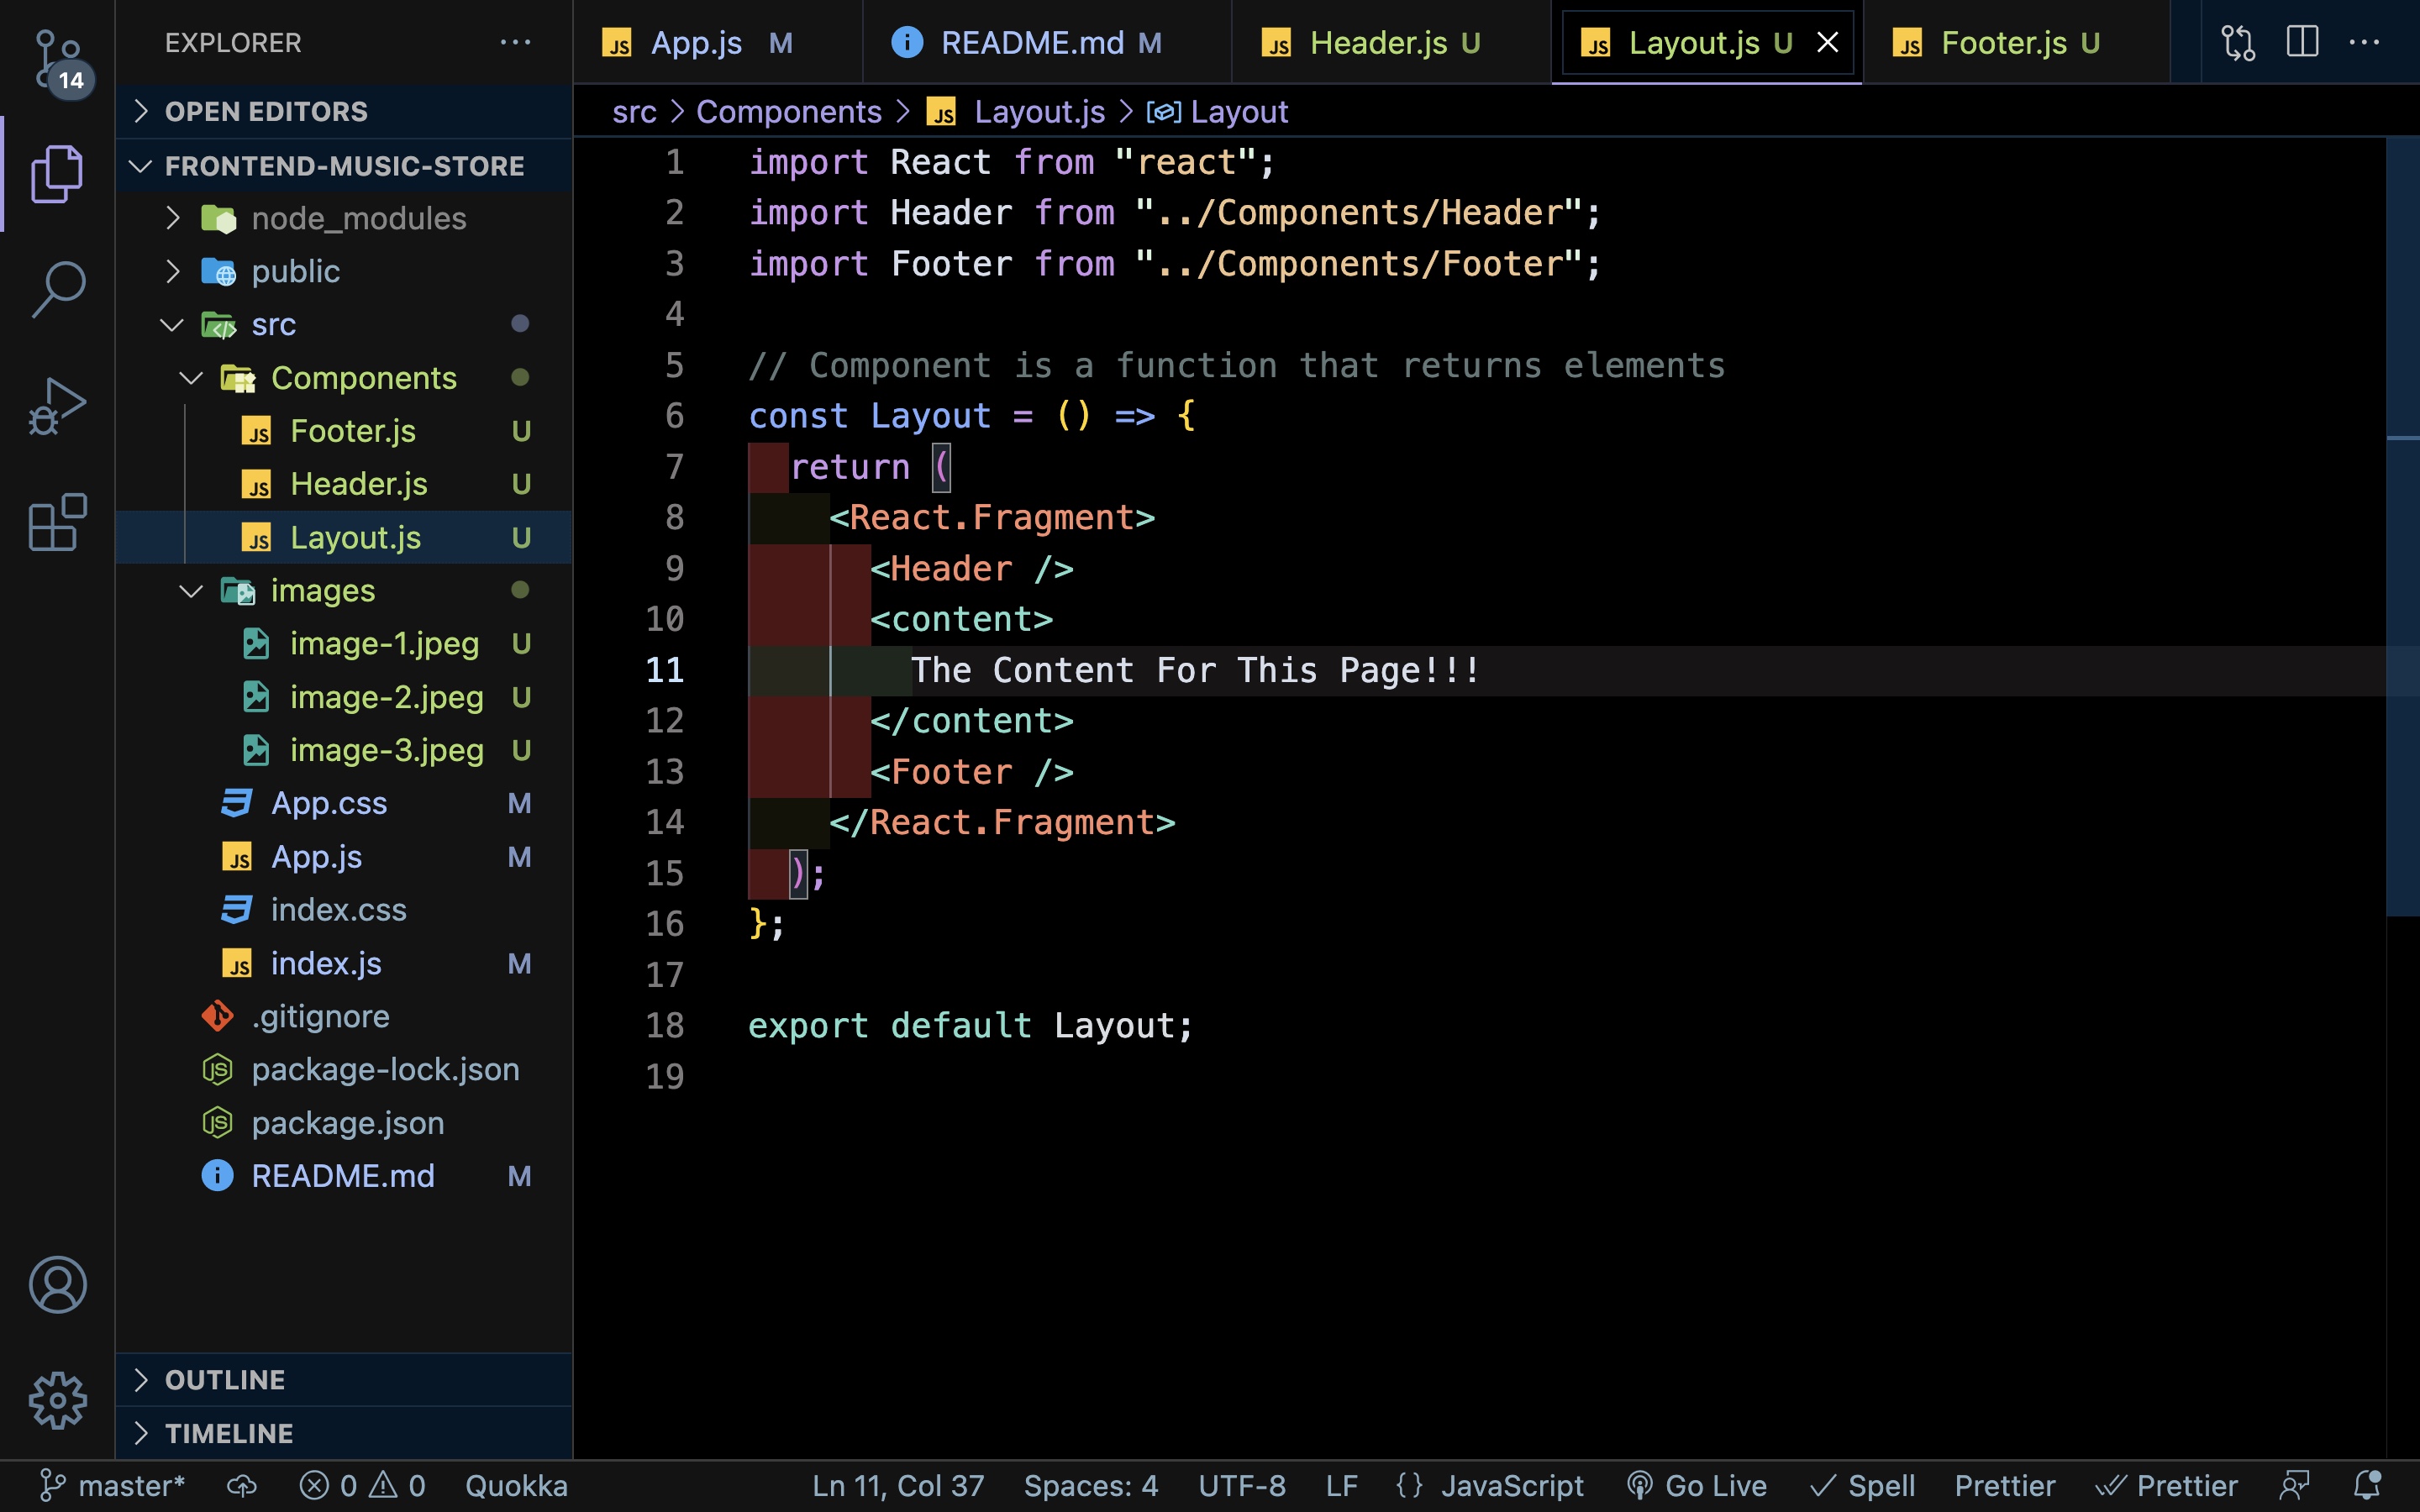 14
EXPLORER
OPEN EDITORS
FRONTEND-MUSIC-STORE
node_modules
public
src
Components
Footer.js U
Header.js U
Layout.js U
images
image-1.jpeg U
image-2.jpeg U
image-3.jpeg U
App.css M
JS App.js M
index.css
JS index.js M
.gitignore
package-lock.json
package.json
README.md M
OUTLINE
TIMELINE
JS App.js M README.md M JS Header.js U JS Layout.js U JS Footer.js U
src > Components > JS Layout.js > Layout
1 import React from "react";
2 import Header from "../Components/Header";
3 import Footer from "../Components/Footer";
4
5 // Component is a function that returns elements
6 const Layout = () => {
7 return (
8 <React.Fragment>
9 <Header />
10 <content>
11 The Content For This Page!!!
12 </content>
13 <Footer />
14 </React.Fragment>
15 );
16 };
17
18 export default Layout;
19
master* 0 0 Quokka Ln 11, Col 37 Spaces: 4 UTF-8 LF {} JavaScript Go Live Spell Prettier Prettier